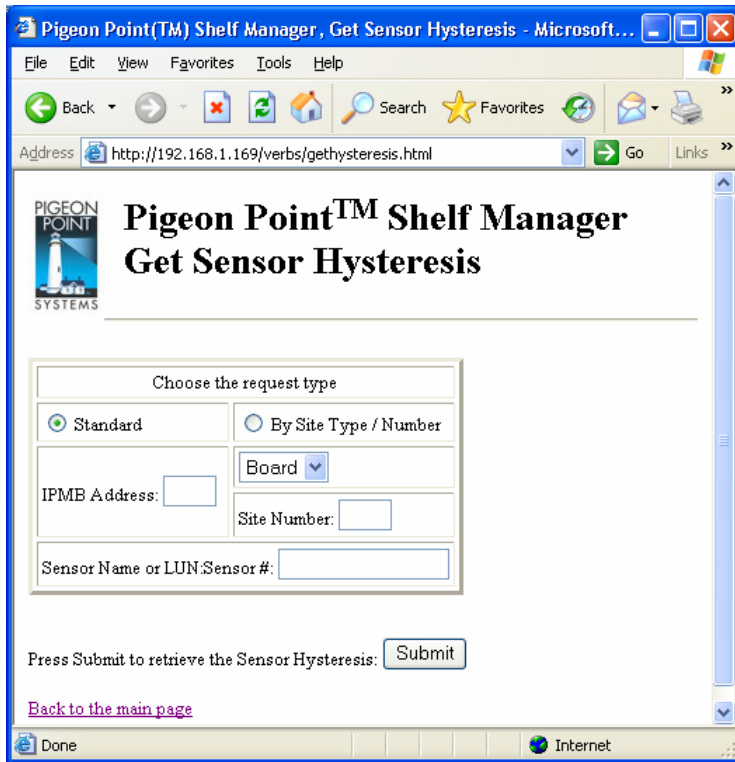 Pigeon Point(TM) Shelf Manager, Get Sensor Hysteresis - Microsoft...
File Edit View Favorites Tools Help
Back Search Favorites »
Address http://192.168.1.169/verbs/gethysteresis.html Go Links »
PIGEON
POINT
SYSTEMS
Pigeon Point™ Shelf Manager
Get Sensor Hysteresis
Choose the request type
Standard By Site Type / Number
IPMB Address: Board
Site Number:
Sensor Name or LUN:Sensor #:
Press Submit to retrieve the Sensor Hysteresis: Submit
Back to the main page
Done Internet